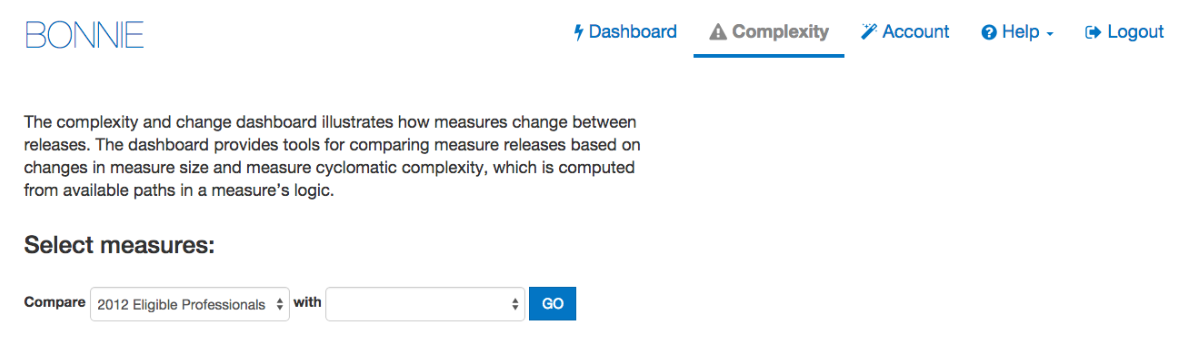 BONNIE Dashboard Complexity Account Help Logout
The complexity and change dashboard illustrates how measures change between
releases. The dashboard provides tools for comparing measure releases based on
changes in measure size and measure cyclomatic complexity, which is computed
from available paths in a measure's logic.
Select measures:
Compare 2012 Eligible Professionals with GO